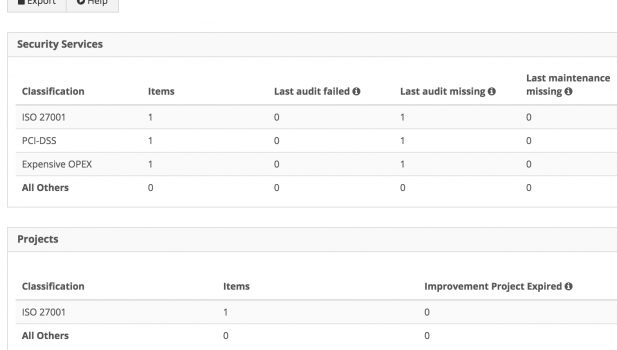 Export Help
Security Services
Classification Items Last audit failed Last audit missing Last maintenance missing
ISO 27001 1 0 1 0
PCI-DSS 1 0 1 0
Expensive OPEX 1 0 1 0
All Others 0 0 0 0
Projects
Classification Items Improvement Project Expired
ISO 27001 1 0
All Others 0 0